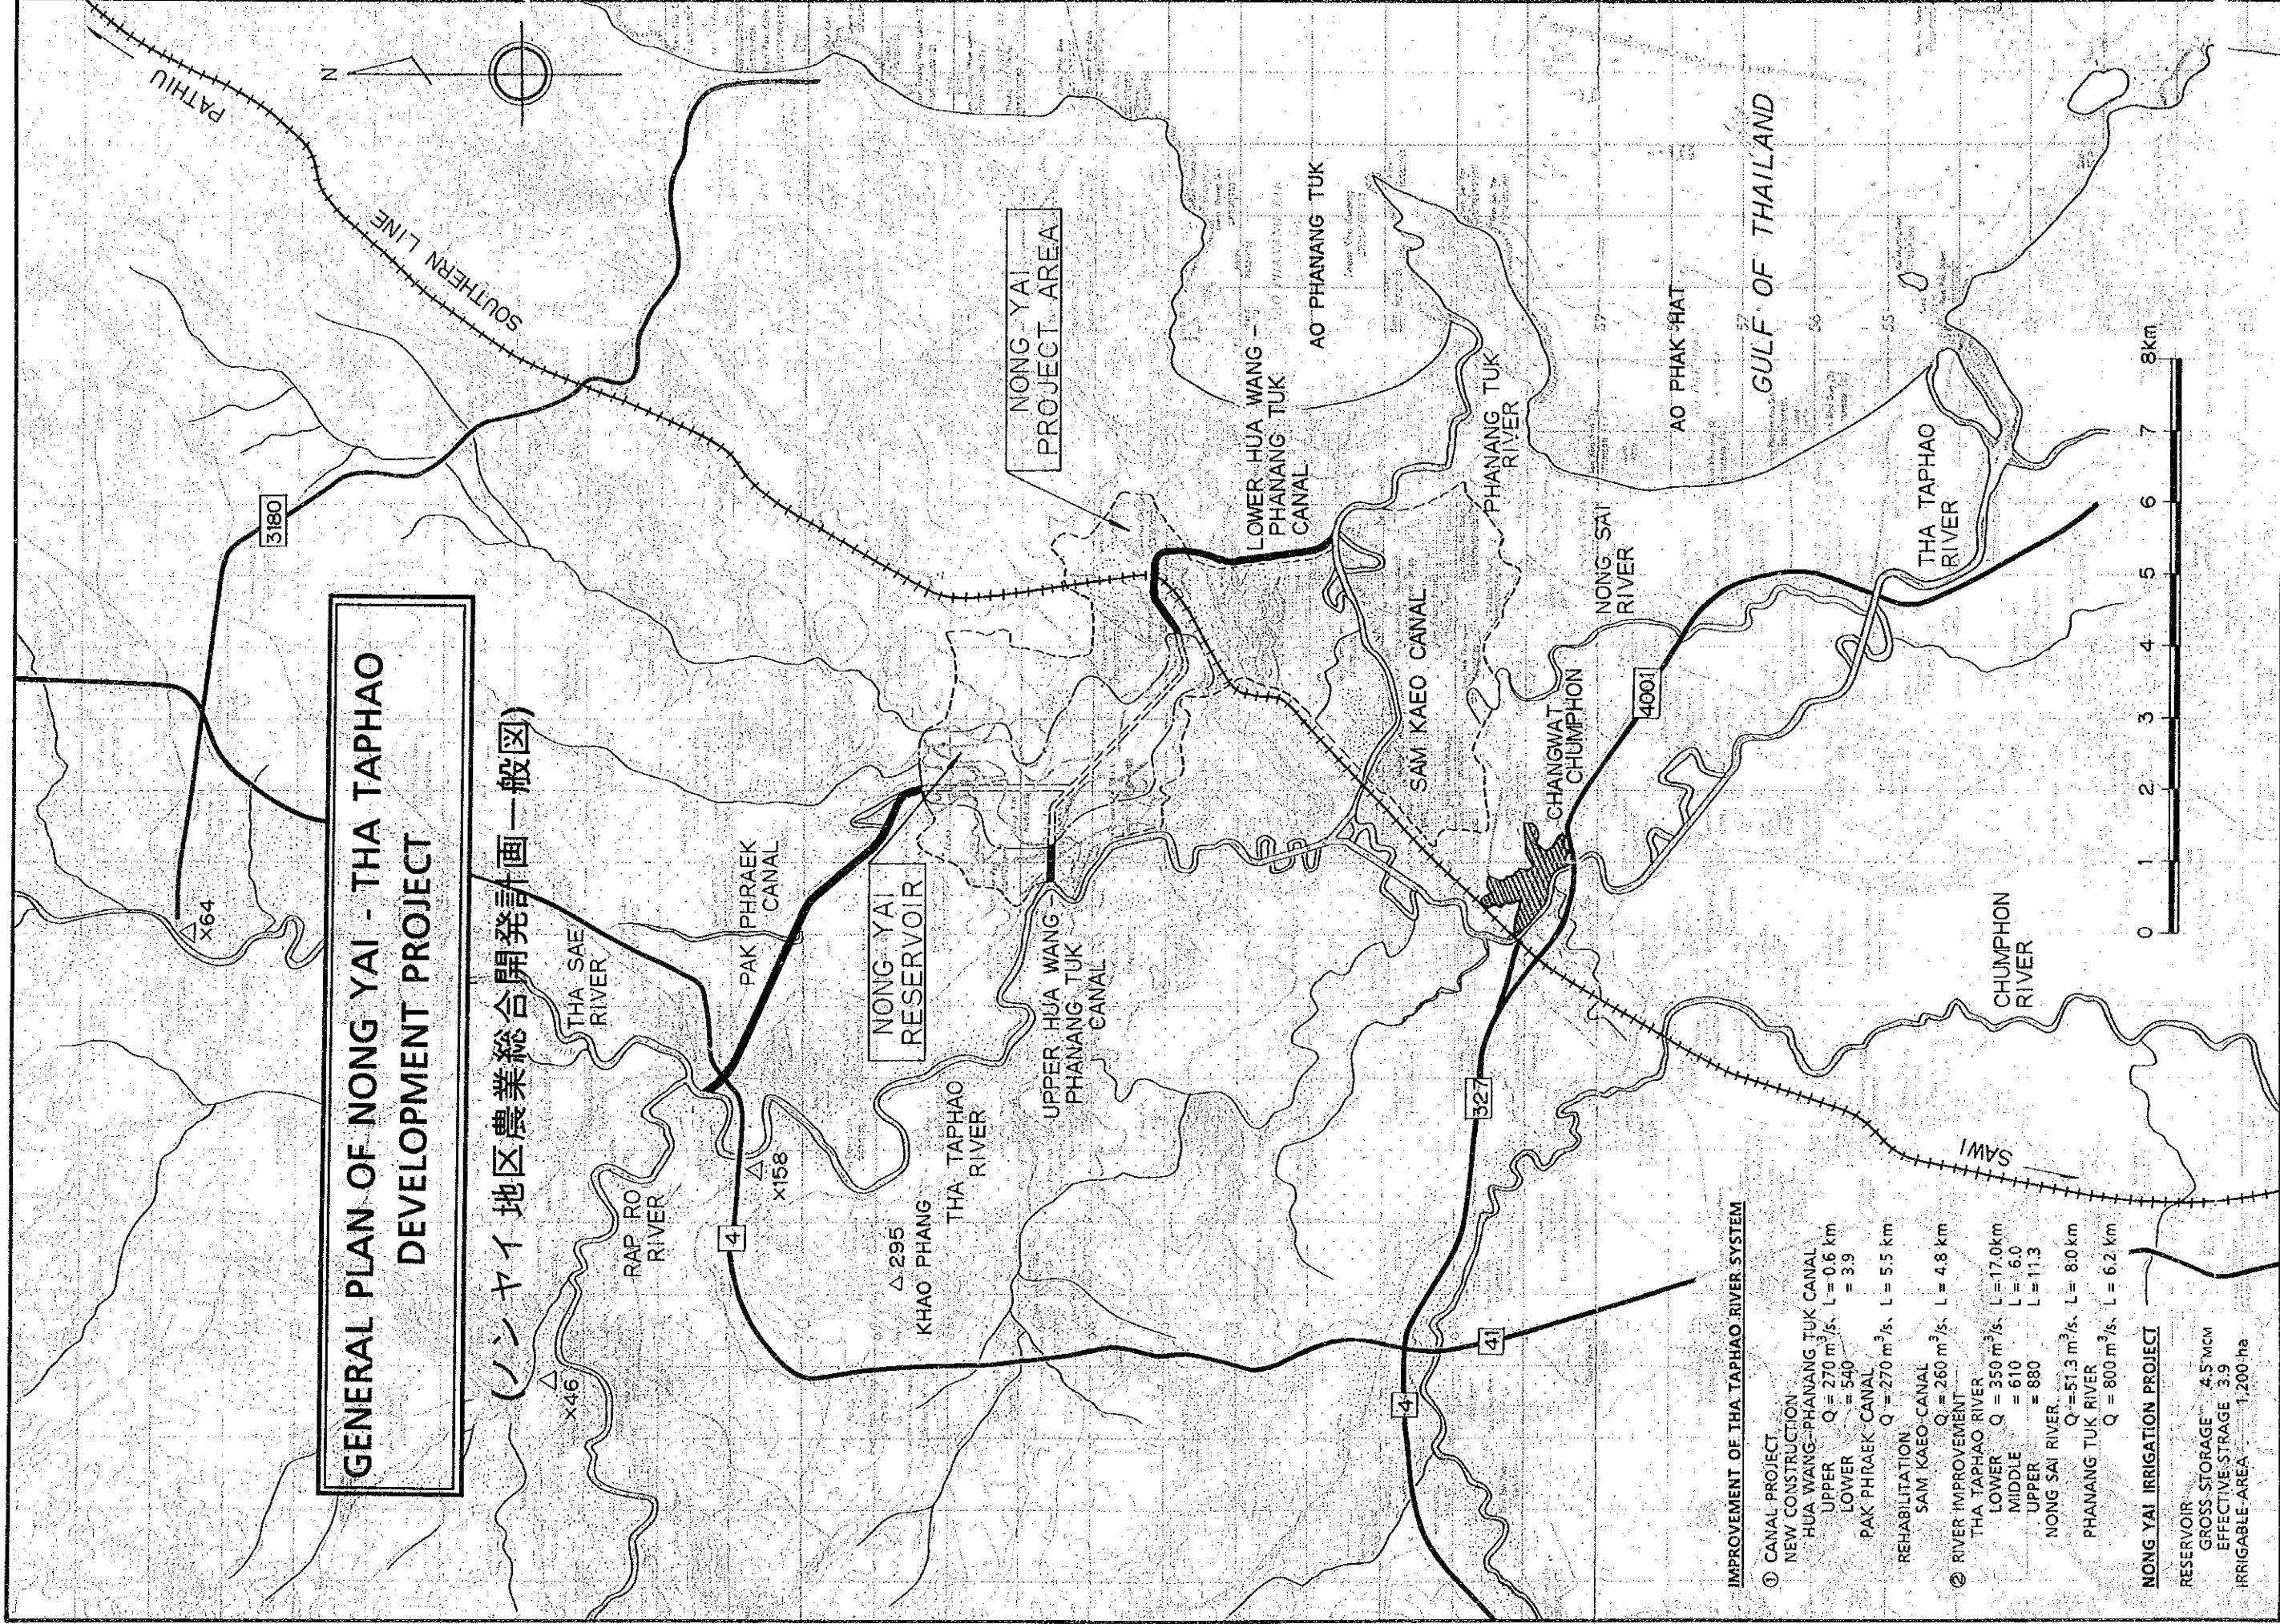 GENERAL PLAN OF NONG YAI - THA TAPHAO
DEVELOPMENT PROJECT
(ノンヤイ地区農業総合開発計画一般図)
N
PATHIU
SOUTHERN LINE
3180
X64
THA SAE
RIVER
PAK PHRAEK
CANAL
RAP RO
RIVER
X46
4
X158
NONG YAI
RESERVOIR
NONG YAI
PROJECT AREA
295
KHAO PHANG
THA TAPHAO
RIVER
UPPER HUA WANG -
PHANANG TUK
CANAL
LOWER HUA WANG -
PHANANG TUK
CANAL
AO PHANANG TUK
SAM KAEO CANAL
PHANANG TUK
RIVER
CHANGWAT
CHUMPHON
NONG SAI
RIVER
AO PHAK HAT
GULF OF THAILAND
57
57
56
55
4001
327
4
41
THA TAPHAO
RIVER
CHUMPHON
RIVER
SAWI
0 1 2 3 4 5 6 7 8km
IMPROVEMENT OF THA TAPHAO RIVER SYSTEM
① CANAL PROJECT
NEW CONSTRUCTION
HUA WANG-PHANANG TUK CANAL
UPPER Q = 270 m³/s. L = 0.6 km
LOWER = 540 = 3.9
PAK PHRAEK CANAL
Q = 270 m³/s. L = 5.5 km
REHABILITATION
SAM KAEO CANAL
Q = 260 m³/s. L = 4.8 km
② RIVER IMPROVEMENT
THA TAPHAO RIVER
LOWER Q = 350 m³/s. L = 17.0km
MIDDLE = 610 L = 6.0
UPPER = 880 L = 11.3
NONG SAI RIVER
Q = 51.3 m³/s. L = 8.0 km
PHANANG TUK RIVER
Q = 800 m³/s. L = 6.2 km
NONG YAI IRRIGATION PROJECT
RESERVOIR
GROSS STORAGE 4.5 MCM
EFFECTIVE STRAGE 3.9
IRRIGABLE AREA 1,200 ha